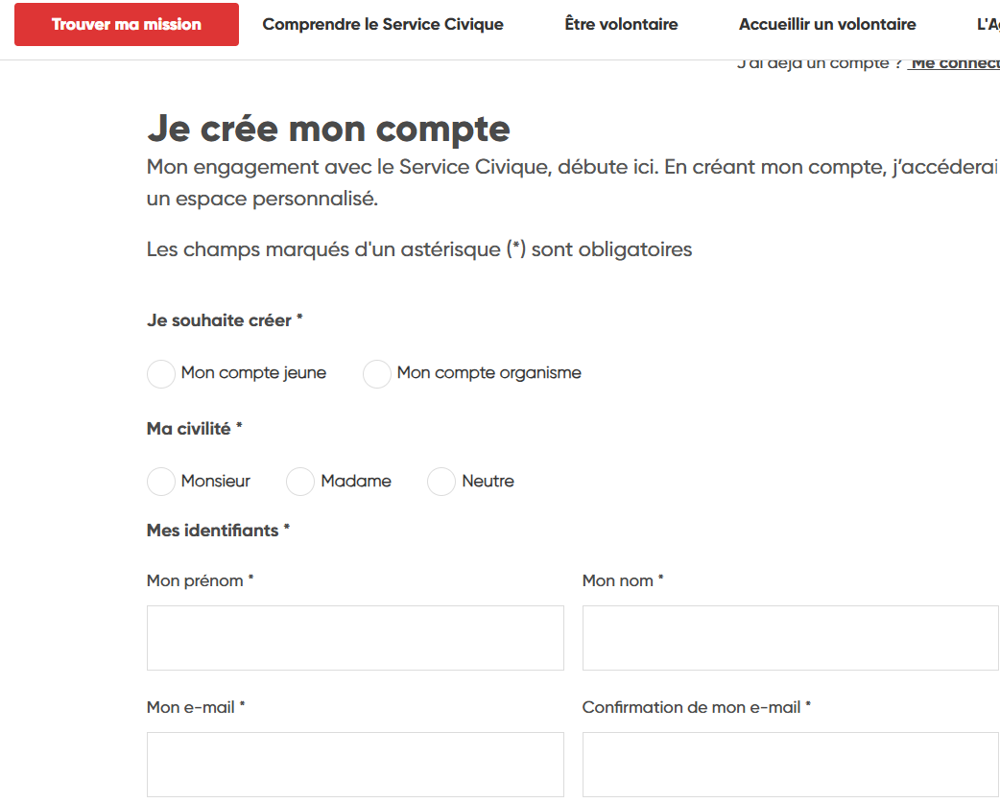 Trouver ma mission Comprendre le Service Civique Être volontaire Accueillir un volontaire
J'ai déjà un compte ? Me connect
Je crée mon compte
Mon engagement avec le Service Civique, débute ici. En créant mon compte, j’accéderai
un espace personnalisé.
Les champs marqués d'un astérisque (*) sont obligatoires
Je souhaite créer *
Mon compte jeune Mon compte organisme
Ma civilité *
Monsieur Madame Neutre
Mes identifiants *
Mon prénom * Mon nom *
Mon e-mail * Confirmation de mon e-mail *